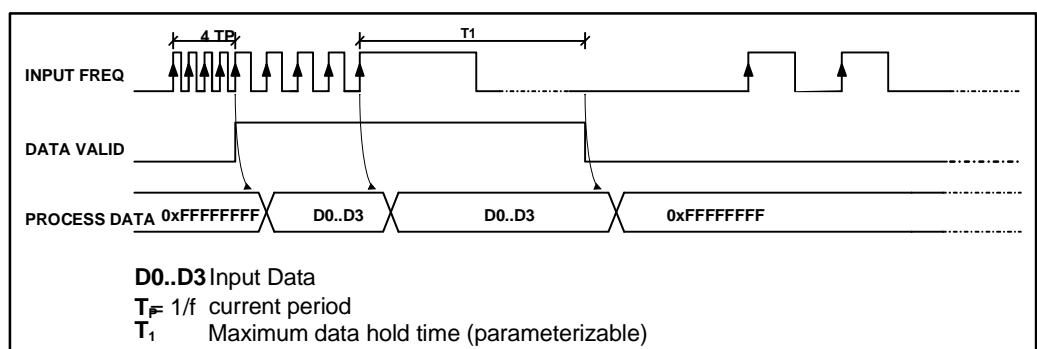 4 TP
T1
INPUT FREQ
DATA VALID
PROCESS DATA 0xFFFFFFFF D0..D3 D0..D3 0xFFFFFFFF
D0..D3 Input Data
TP= 1/f current period
T1 Maximum data hold time (parameterizable)